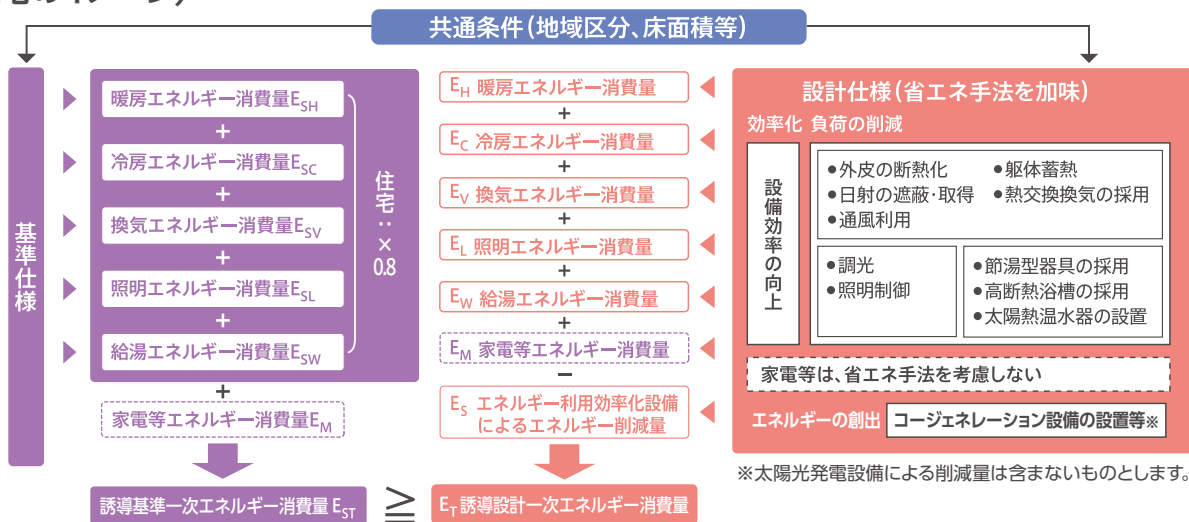 共通条件(地域区分、床面積等)
基準仕様
暖房エネルギー消費量E_SH
+
冷房エネルギー消費量E_SC
+
換気エネルギー消費量E_SV
+
照明エネルギー消費量E_SL
+
給湯エネルギー消費量E_SW
住宅:×0.8
+
家電等エネルギー消費量E_M
誘導基準一次エネルギー消費量 E_ST
≧
E_H 暖房エネルギー消費量
+
E_C 冷房エネルギー消費量
+
E_V 換気エネルギー消費量
+
E_L 照明エネルギー消費量
+
E_W 給湯エネルギー消費量
+
E_M 家電等エネルギー消費量
−
E_S エネルギー利用効率化設備
によるエネルギー削減量
E_T 誘導設計一次エネルギー消費量
設計仕様(省エネ手法を加味)
効率化 負荷の削減
設備効率の向上
●外皮の断熱化 ●躯体蓄熱
●日射の遮蔽・取得 ●熱交換換気の採用
●通風利用
●調光
●照明制御
●節湯型器具の採用
●高断熱浴槽の採用
●太陽熱温水器の設置
家電等は、省エネ手法を考慮しない
エネルギーの創出 コージェネレーション設備の設置等※
※太陽光発電設備による削減量は含まないものとします。